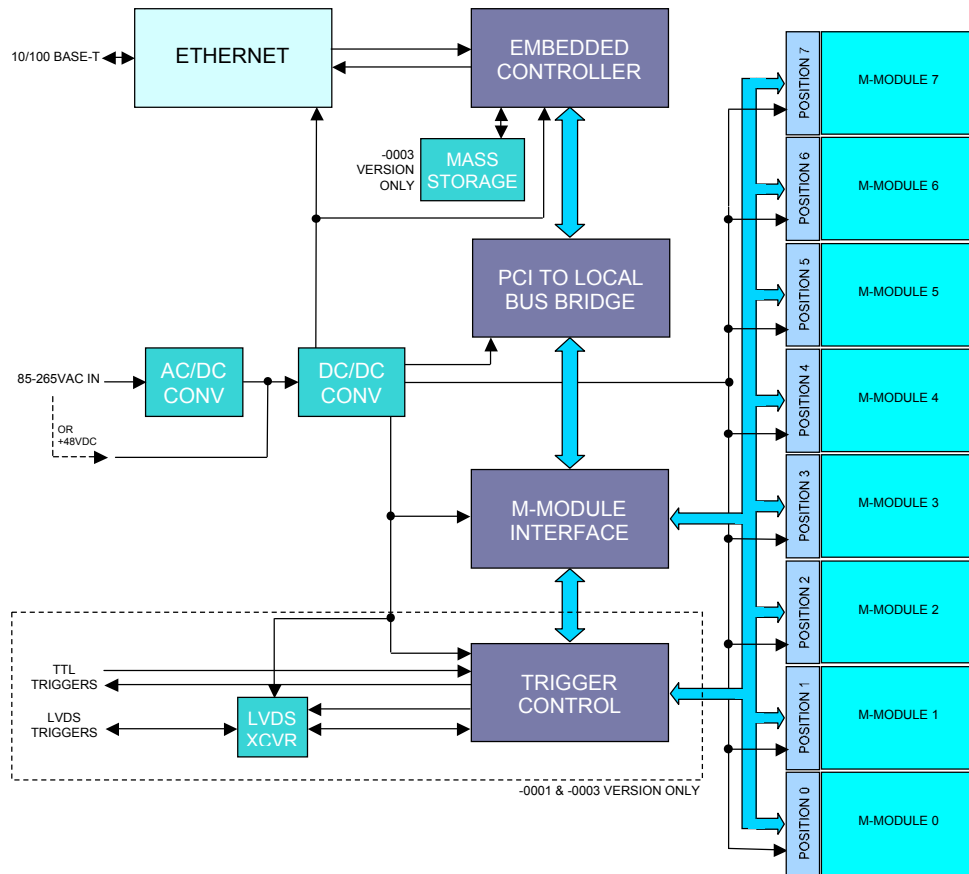 10/100 BASE-T
ETHERNET
EMBEDDED
CONTROLLER
-0003
VERSION
ONLY
MASS
STORAGE
PCI TO LOCAL
BUS BRIDGE
85-265VAC IN
OR
+48VDC
AC/DC
CONV
DC/DC
CONV
M-MODULE
INTERFACE
TTL
TRIGGERS
LVDS
TRIGGERS
LVDS
XCVR
TRIGGER
CONTROL
-0001 & -0003 VERSION ONLY
POSITION 7
M-MODULE 7
POSITION 6
M-MODULE 6
POSITION 5
M-MODULE 5
POSITION 4
M-MODULE 4
POSITION 3
M-MODULE 3
POSITION 2
M-MODULE 2
POSITION 1
M-MODULE 1
POSITION 0
M-MODULE 0